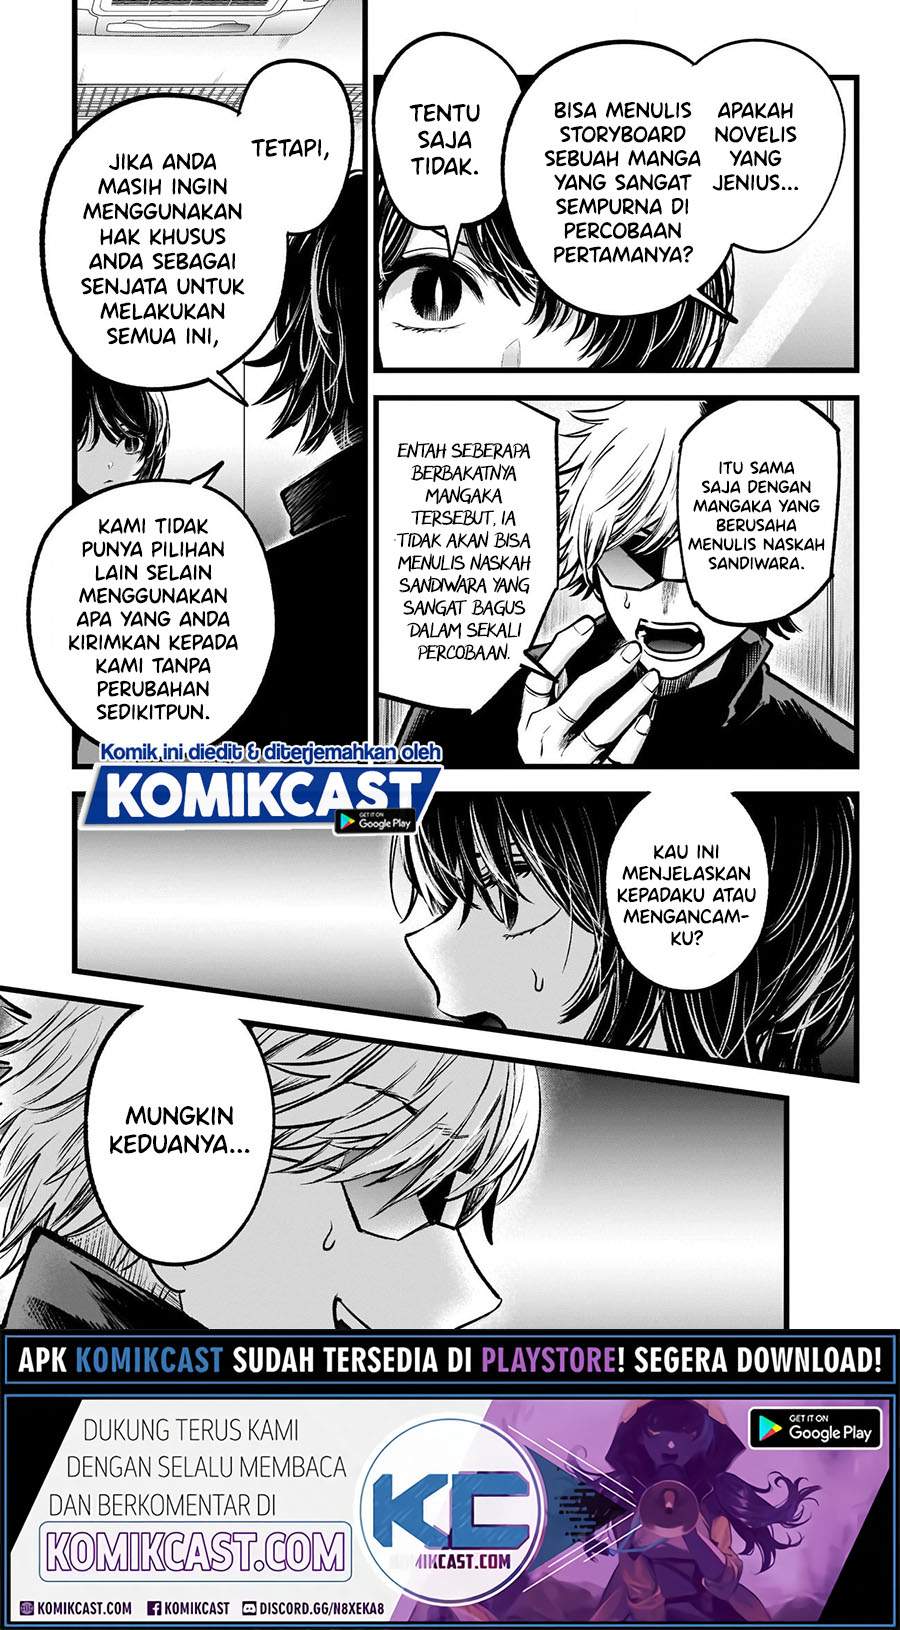 APAKAH
NOVELIS
YANG
JENIUS...
BISA MENULIS
STORYBOARD
SEBUAH MANGA
YANG SANGAT
SEMPURNA DI
PERCOBAAN
PERTAMANYA?
TENTU
SAJA
TIDAK.
ITU SAMA
SAJA DENGAN
MANGAKA YANG
BERUSAHA
MENULIS NASKAH
SANDIWARA.
ENTAH SEBERAPA
BERBAKATNYA
MANGAKA
TERSEBUT, IA
TIDAK AKAN BISA
MENULIS NASKAH
SANDIWARA YANG
SANGAT BAGUS
DALAM SEKALI
PERCOBAAN.
TETAPI,
JIKA ANDA
MASIH INGIN
MENGGUNAKAN
HAK KHUSUS
ANDA SEBAGAI
SENJATA UNTUK
MELAKUKAN
SEMUA INI,
KAMI TIDAK
PUNYA PILIHAN
LAIN SELAIN
MENGGUNAKAN
APA YANG ANDA
KIRIMKAN KEPADA
KAMI TANPA
PERUBAHAN
SEDIKITPUN.
Komik ini diedit & diterjemahkan oleh
KOMIKCAST
GET IT ON
Google Play
KAU INI
MENJELASKAN
KEPADAKU ATAU
MENGANCAM-
KU?
MUNGKIN
KEDUANYA...
APK KOMIKCAST SUDAH TERSEDIA DI PLAYSTORE! SEGERA DOWNLOAD!
DUKUNG TERUS KAMI
DENGAN SELALU MEMBACA
DAN BERKOMENTAR DI
KOMIKCAST.COM
KOMIKCAST.COM KOMIKCAST DISCORD.GG/N8XEKA8
KC
KOMIKCAST.COM
GET IT ON
Google Play